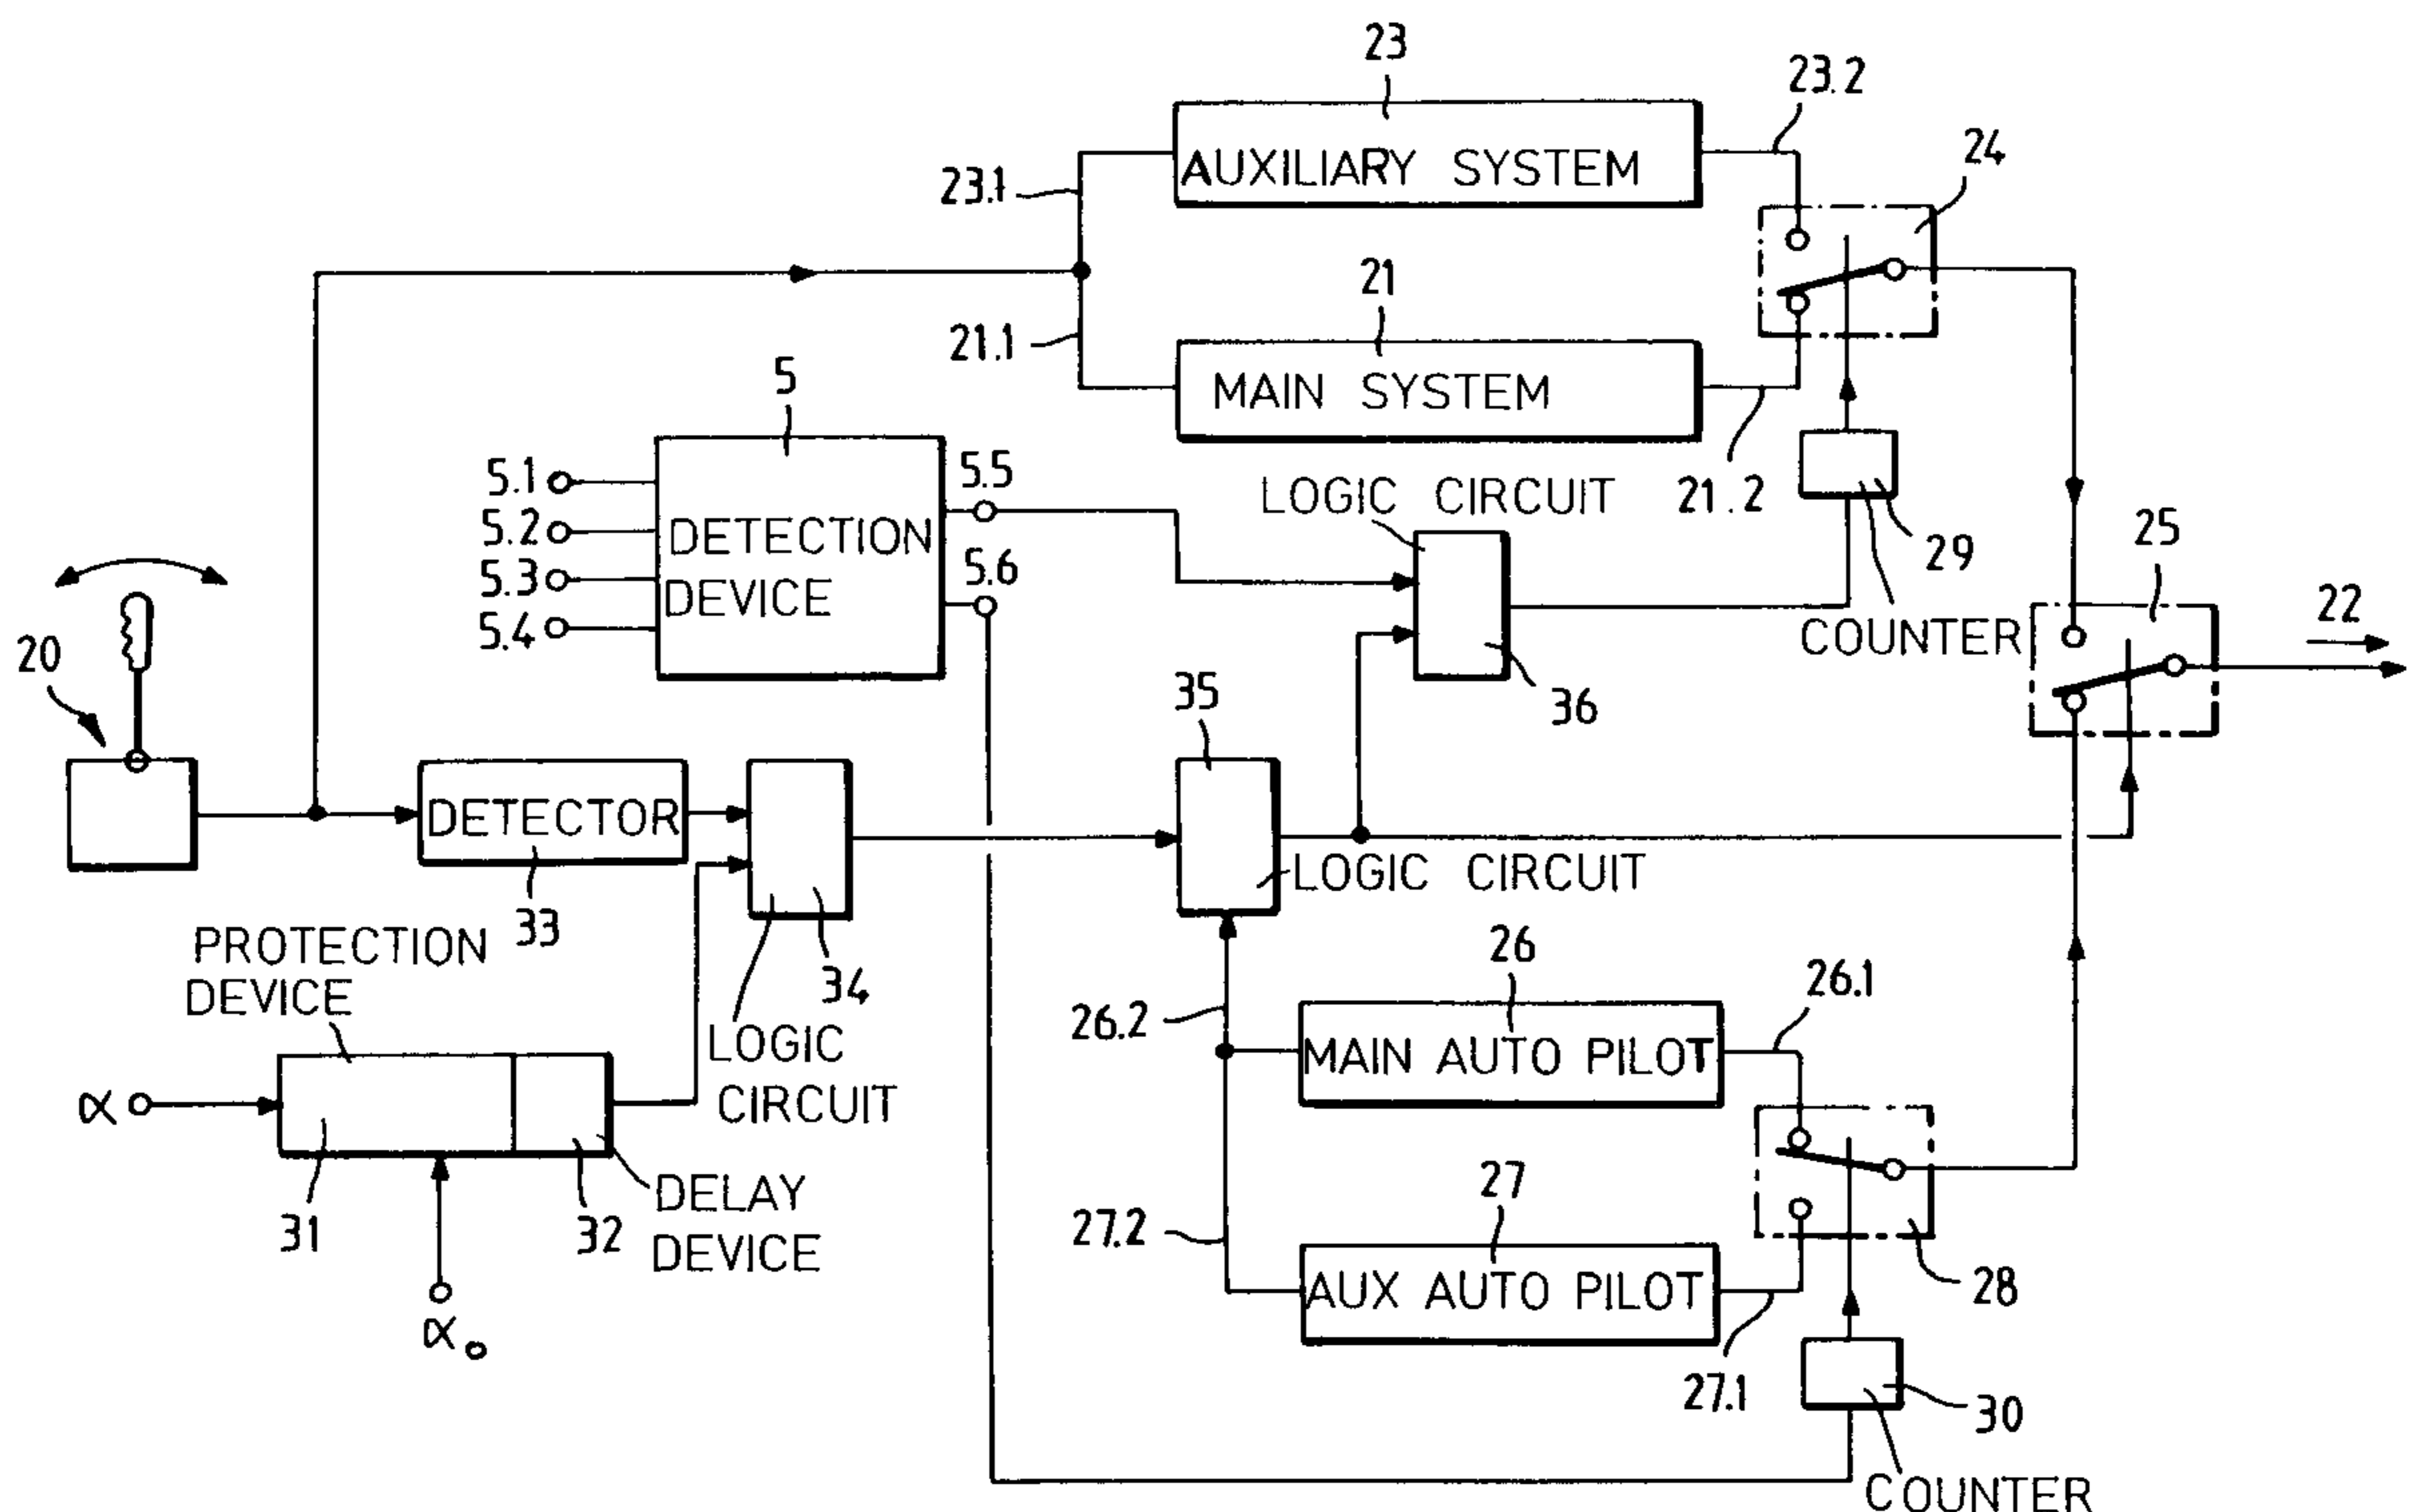 23
23.2
24
AUXILIARY SYSTEM
23.1
21
21.1
MAIN SYSTEM
5
5.1
5.2
5.3
5.4
DETECTION
DEVICE
5.5
5.6
LOGIC CIRCUIT
21.2
29
COUNTER
25
22
20
36
35
DETECTOR
33
34
LOGIC CIRCUIT
PROTECTION
DEVICE
LOGIC
CIRCUIT
26
26.1
26.2
MAIN AUTO PILOT
α
31
32
DELAY
DEVICE
α₀
27
27.2
AUX AUTO PILOT
28
27.1
30
COUNTER